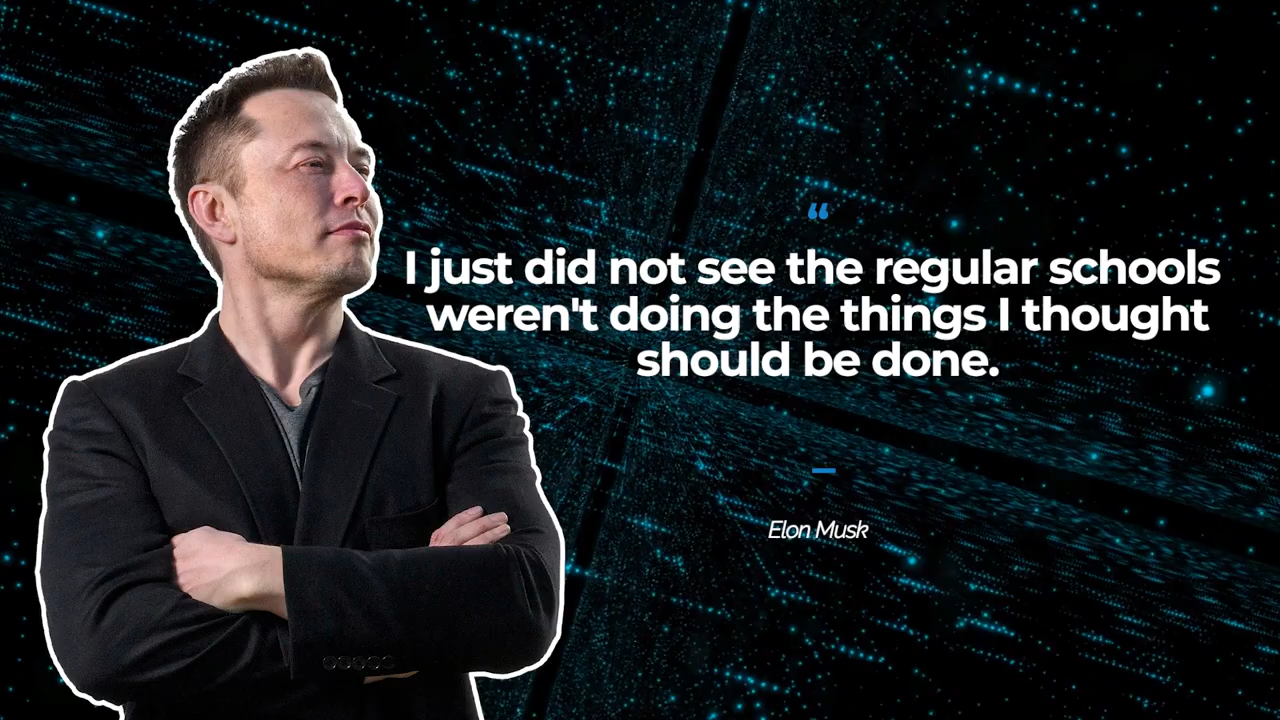 “
I just did not see the regular schools
weren't doing the things I thought
should be done.
Elon Musk